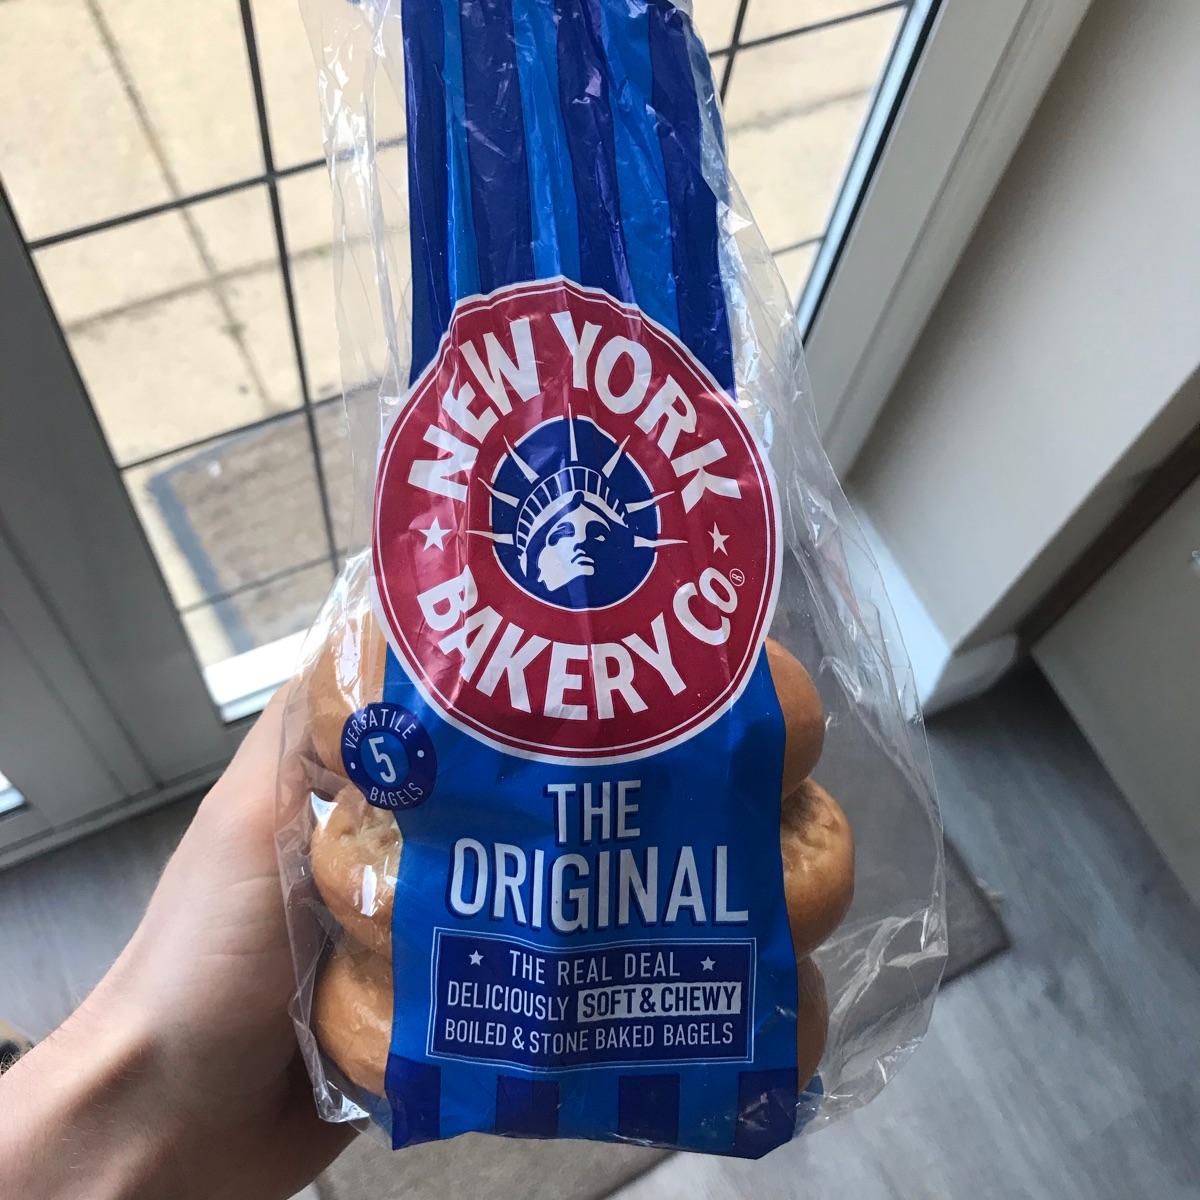 NEW YORK
BAKERY Co®
VERSATILE
5
BAGELS
THE
ORIGINAL
THE REAL DEAL
DELICIOUSLY SOFT & CHEWY
BOILED & STONE BAKED BAGELS